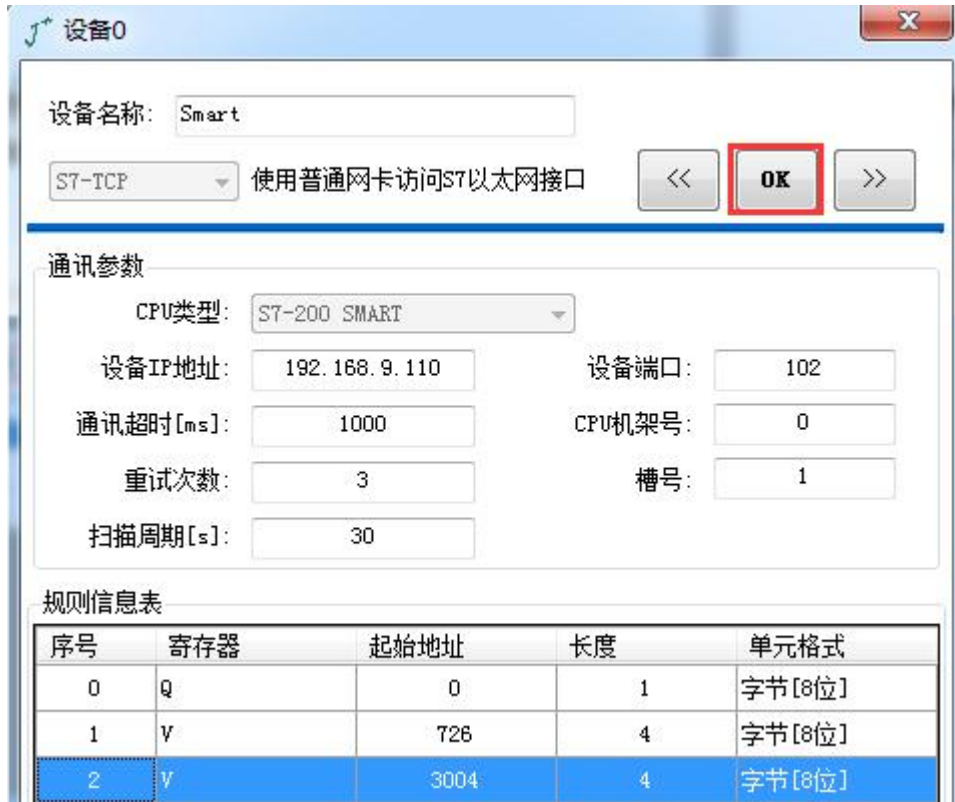 设备0
设备名称: Smart
S7-TCP 使用普通网卡访问S7以太网接口 << OK >>
通讯参数
CPU类型: S7-200 SMART
设备IP地址: 192.168.9.110 设备端口: 102
通讯超时[ms]: 1000 CPU机架号: 0
重试次数: 3 槽号: 1
扫描周期[s]: 30
规则信息表
序号 寄存器 起始地址 长度 单元格式
0 Q 0 1 字节[8位]
1 V 726 4 字节[8位]
2 V 3004 4 字节[8位]